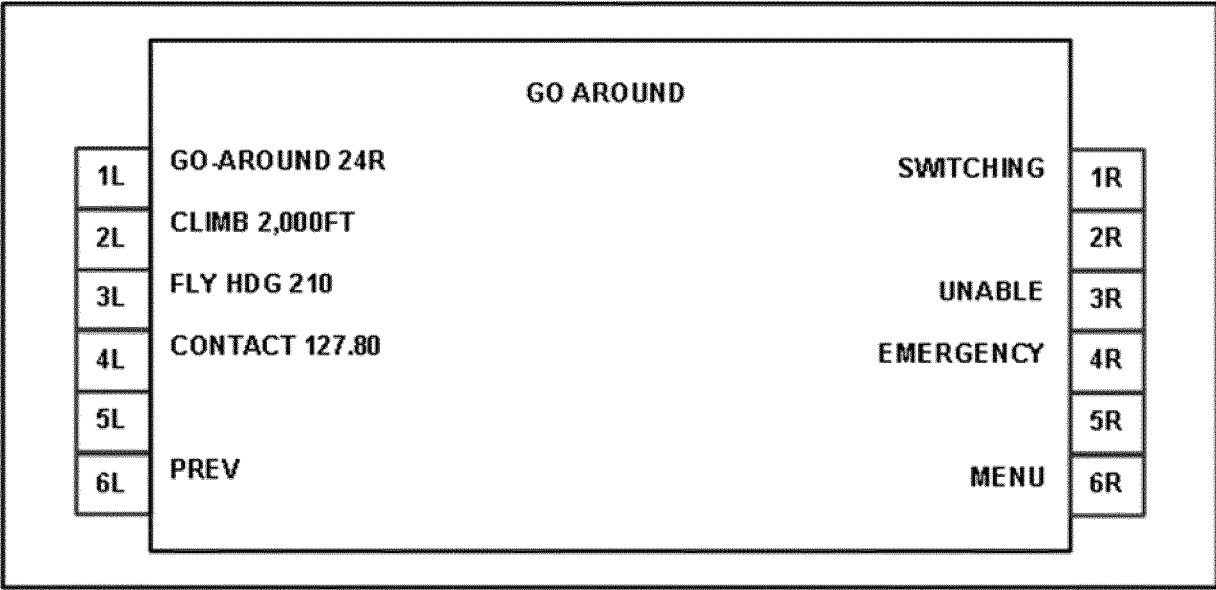 GO AROUND
1L GO-AROUND 24R SWITCHING 1R
2L CLIMB 2,000FT 2R
3L FLY HDG 210 UNABLE 3R
4L CONTACT 127.80 EMERGENCY 4R
5L 5R
6L PREV MENU 6R